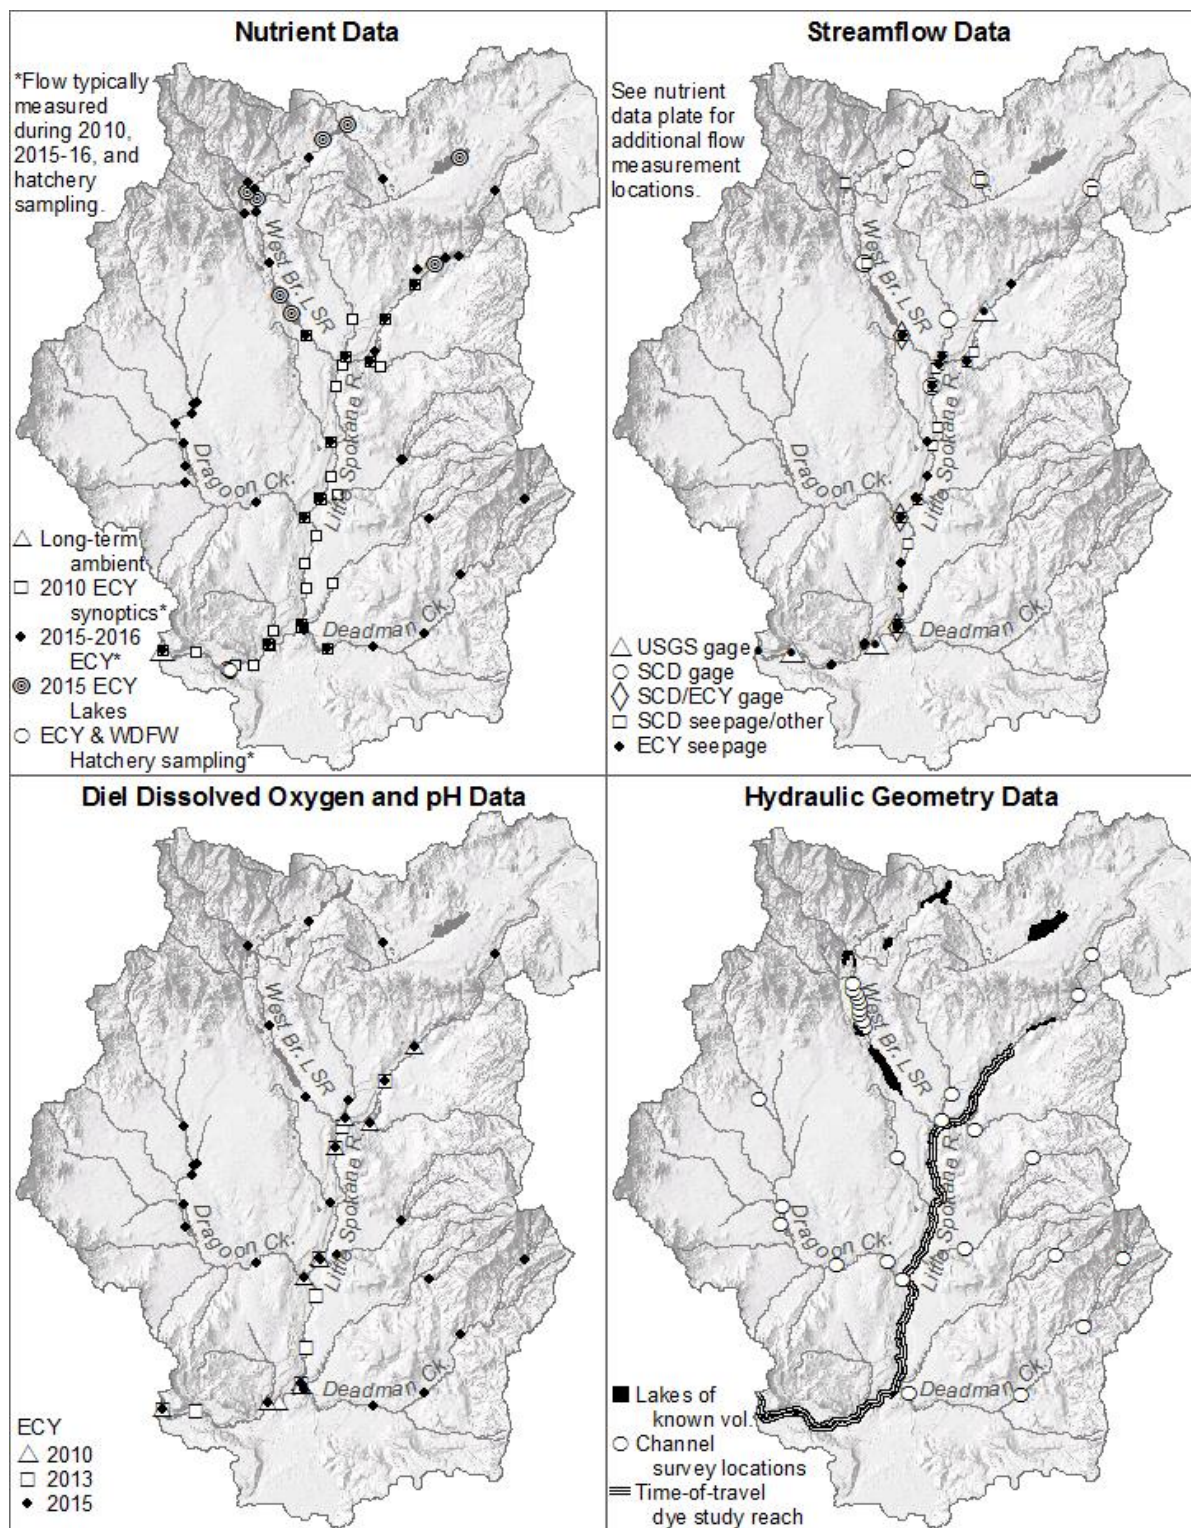 Nutrient Data
*Flow typically
measured
during 2010,
2015-16, and
hatchery
sampling.
West Br. LSR
Little Spokane R.
Dragoon Ck.
Deadman Ck.
Long-term
ambient
2010 ECY
synoptics*
2015-2016
ECY*
2015 ECY
Lakes
ECY & WDFW
Hatchery sampling*
Streamflow Data
See nutrient
data plate for
additional flow
measurement
locations.
West Br. LSR
Little Spokane R.
Dragoon Ck.
Deadman Ck.
USGS gage
SCD gage
SCD/ECY gage
SCD seepage/other
ECY seepage
Diel Dissolved Oxygen and pH Data
West Br. LSR
Little Spokane R.
Dragoon Ck.
Deadman Ck.
ECY
2010
2013
2015
Hydraulic Geometry Data
West Br. LSR
Little Spokane R.
Dragoon Ck.
Deadman Ck.
Lakes of
known vol.
Channel
survey locations
Time-of-travel
dye study reach